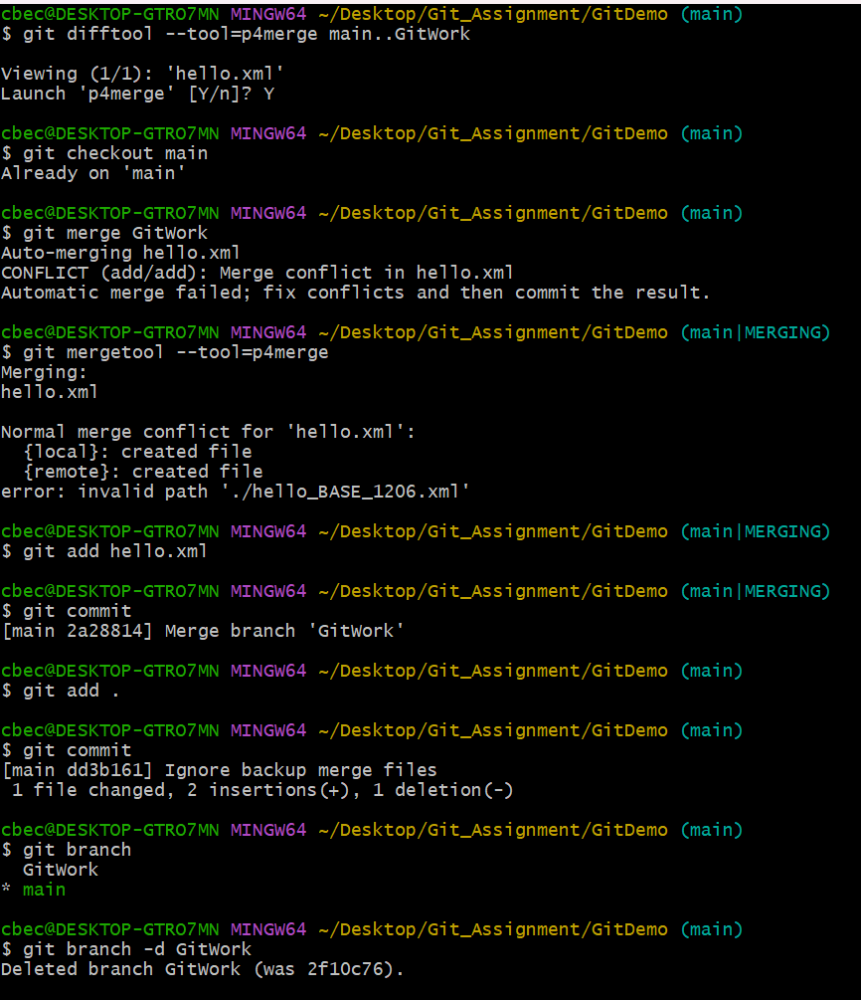 cbec@DESKTOP-GTRO7MN MINGW64 ~/Desktop/Git_Assignment/GitDemo (main)
$ git difftool --tool=p4merge main..GitWork
Viewing (1/1): 'hello.xml'
Launch 'p4merge' [Y/n]? Y
cbec@DESKTOP-GTRO7MN MINGW64 ~/Desktop/Git_Assignment/GitDemo (main)
$ git checkout main
Already on 'main'
cbec@DESKTOP-GTRO7MN MINGW64 ~/Desktop/Git_Assignment/GitDemo (main)
$ git merge GitWork
Auto-merging hello.xml
CONFLICT (add/add): Merge conflict in hello.xml
Automatic merge failed; fix conflicts and then commit the result.
cbec@DESKTOP-GTRO7MN MINGW64 ~/Desktop/Git_Assignment/GitDemo (main|MERGING)
$ git mergetool --tool=p4merge
Merging:
hello.xml
Normal merge conflict for 'hello.xml':
  {local}: created file
  {remote}: created file
error: invalid path './hello_BASE_1206.xml'
cbec@DESKTOP-GTRO7MN MINGW64 ~/Desktop/Git_Assignment/GitDemo (main|MERGING)
$ git add hello.xml
cbec@DESKTOP-GTRO7MN MINGW64 ~/Desktop/Git_Assignment/GitDemo (main|MERGING)
$ git commit
[main 2a28814] Merge branch 'GitWork'
cbec@DESKTOP-GTRO7MN MINGW64 ~/Desktop/Git_Assignment/GitDemo (main)
$ git add .
cbec@DESKTOP-GTRO7MN MINGW64 ~/Desktop/Git_Assignment/GitDemo (main)
$ git commit
[main dd3b161] Ignore backup merge files
 1 file changed, 2 insertions(+), 1 deletion(-)
cbec@DESKTOP-GTRO7MN MINGW64 ~/Desktop/Git_Assignment/GitDemo (main)
$ git branch
  GitWork
* main
cbec@DESKTOP-GTRO7MN MINGW64 ~/Desktop/Git_Assignment/GitDemo (main)
$ git branch -d GitWork
Deleted branch GitWork (was 2f10c76).